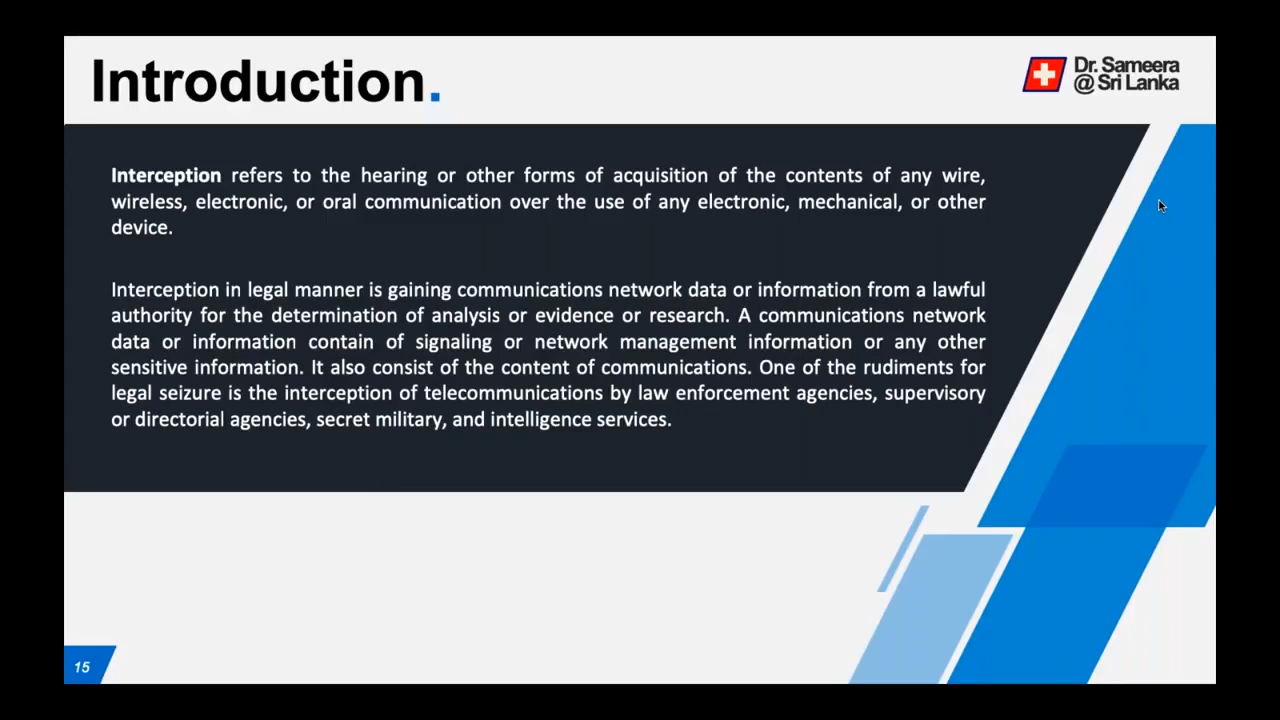 Introduction.
Dr. Sameera
@ Sri Lanka
Interception refers to the hearing or other forms of acquisition of the contents of any wire,
wireless, electronic, or oral communication over the use of any electronic, mechanical, or other
device.
Interception in legal manner is gaining communications network data or information from a lawful
authority for the determination of analysis or evidence or research. A communications network
data or information contain of signaling or network management information or any other
sensitive information. It also consist of the content of communications. One of the rudiments for
legal seizure is the interception of telecommunications by law enforcement agencies, supervisory
or directorial agencies, secret military, and intelligence services.
15